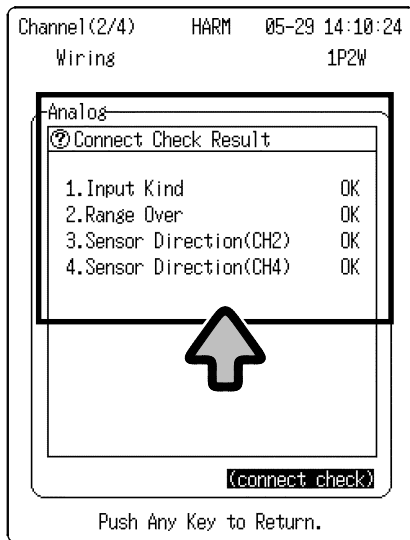 Channel(2/4) HARM 05-29 14:10:24
Wiring 1P2W
Analog
?Connect Check Result
1.Input Kind OK
2.Range Over OK
3.Sensor Direction(CH2) OK
4.Sensor Direction(CH4) OK
(connect check)
Push Any Key to Return.